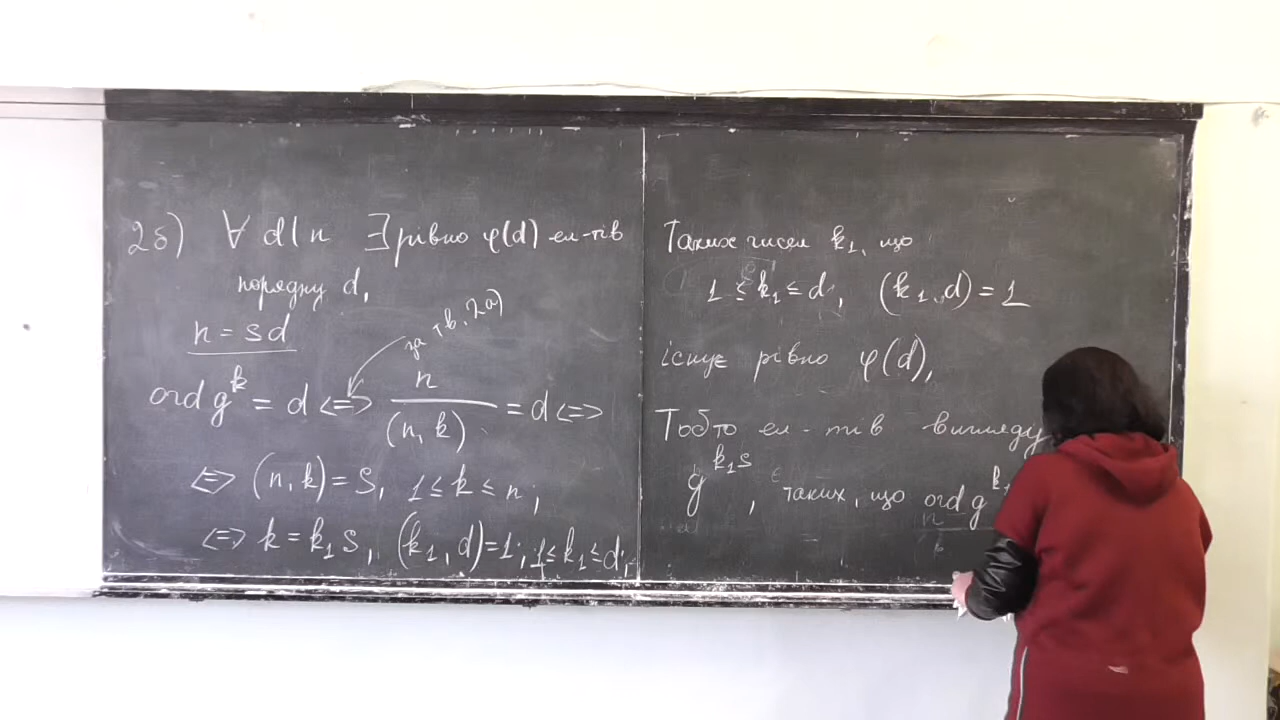 2б) ∀ d|n ∃ рівно φ(d) ел-тів
порядку d,
n = sd
за тв. 2а)
ord g^k = d <=> n/(n, k) = d <=>
<=> (n, k) = s, 1 ≤ k ≤ n;
<=> k = k₁s, (k₁, d) = 1; 1 ≤ k₁ ≤ d;
Таких чисел k₁, що
1 ≤ k₁ ≤ d, (k₁, d) = 1
існує рівно φ(d),
Тобто ел-тів вигляду
g^{k₁s}, таких, що ord g^{k₁